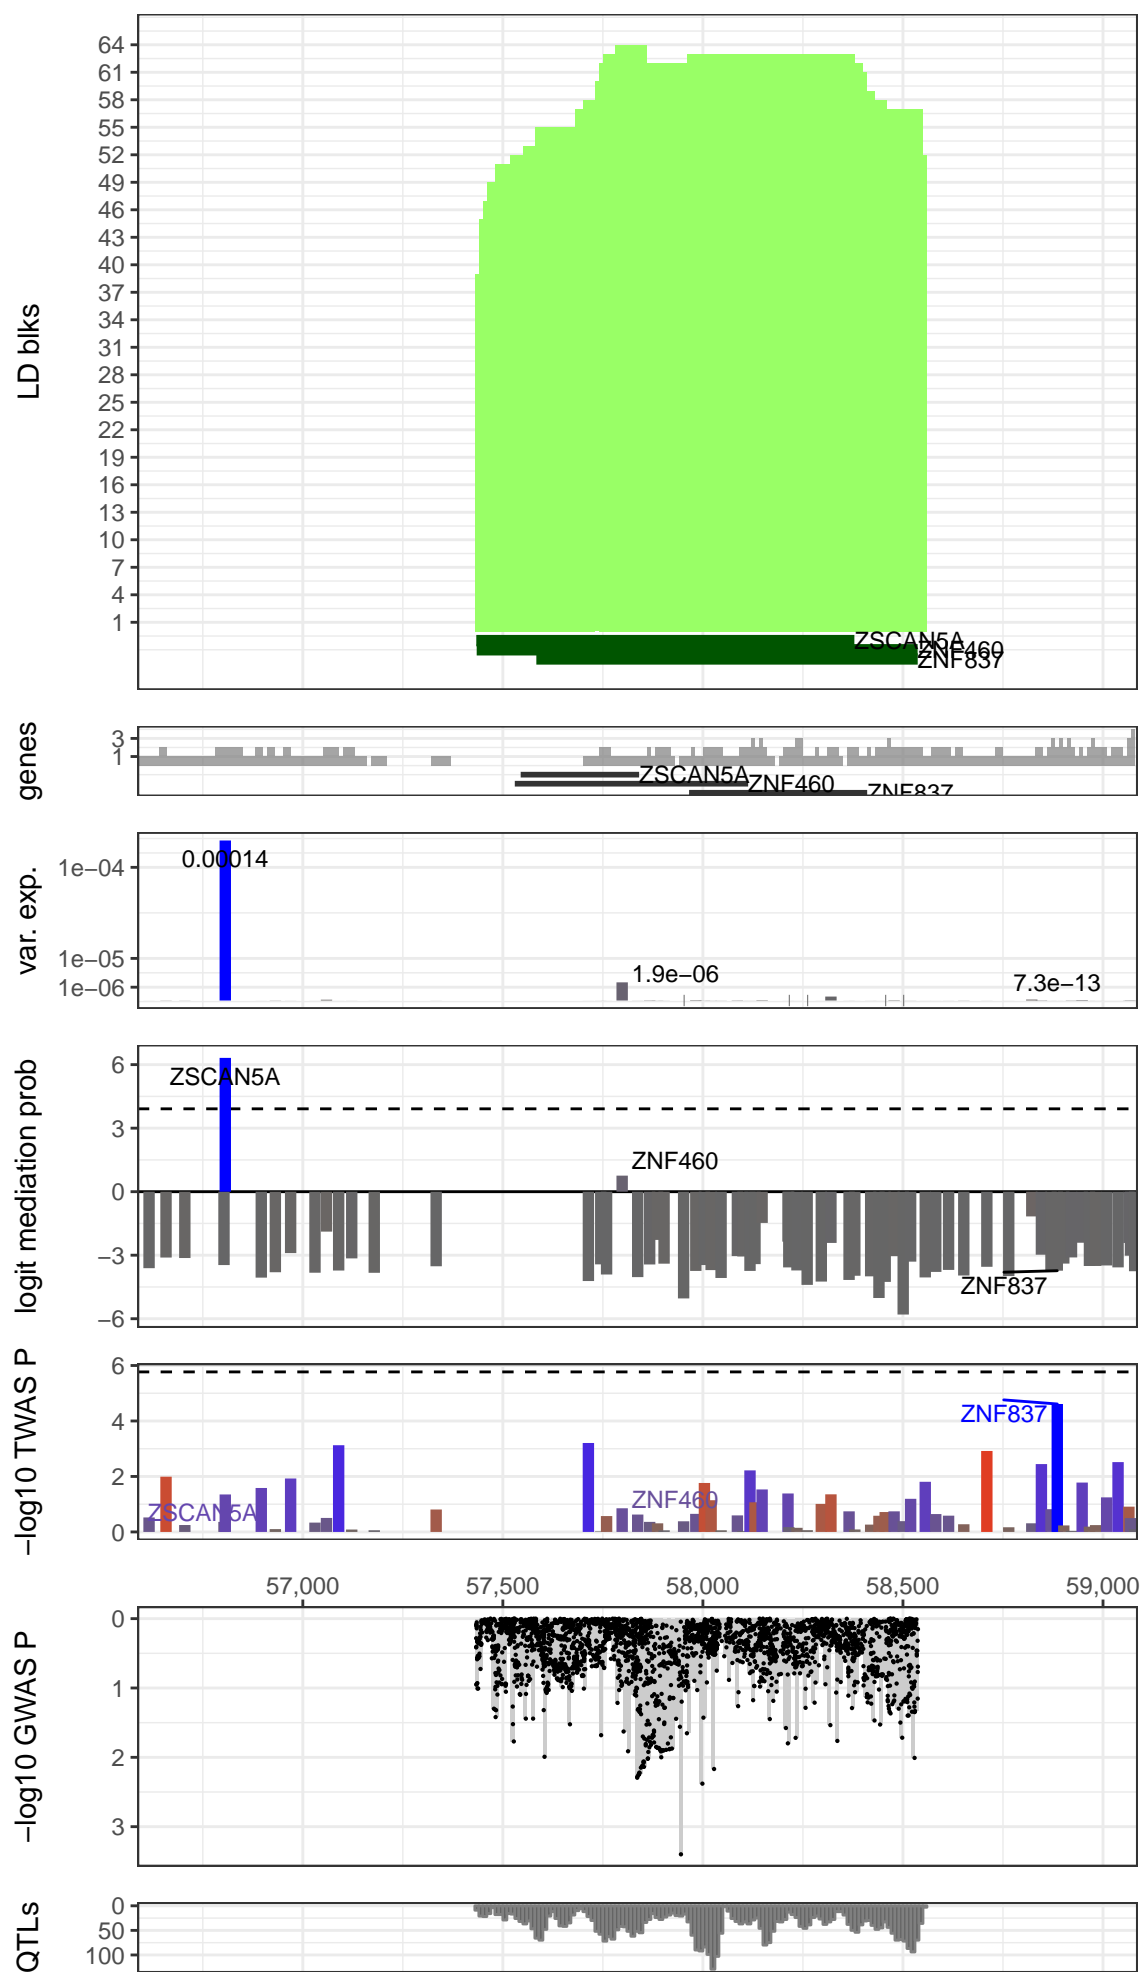 LD blks
64
61
58
55
52
49
46
43
40
37
34
31
28
25
22
19
16
13
10
7
4
1
ZSCAN5A
ZNF460
ZNF837
genes
3
1
ZSCAN5A
ZNF460
ZNF837
var. exp.
1e−04
1e−05
1e−06
0.00014
1.9e−06
7.3e−13
logit mediation prob
6
3
0
−3
−6
ZSCAN5A
ZNF460
ZNF837
−log10 TWAS P
6
4
2
0
ZNF837
ZSCAN5A
ZNF460
57,000 57,500 58,000 58,500 59,000
−log10 GWAS P
0
1
2
3
QTLs
0
50
100